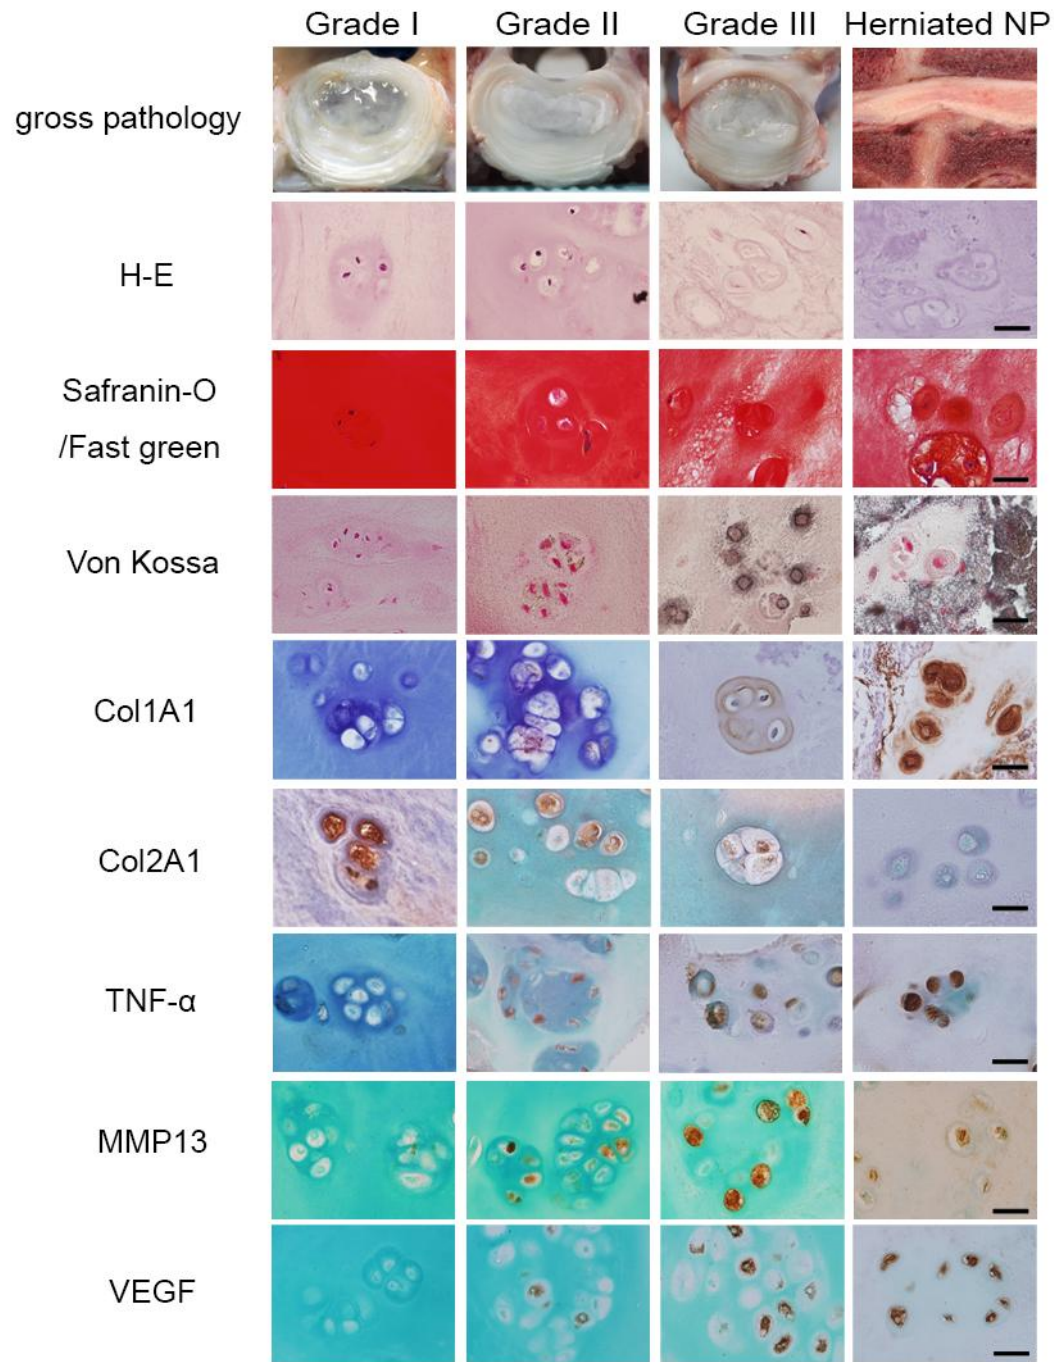 Grade I Grade II Grade III Herniated NP
gross pathology
H-E
Safranin-O
/Fast green
Von Kossa
Col1A1
Col2A1
TNF-α
MMP13
VEGF